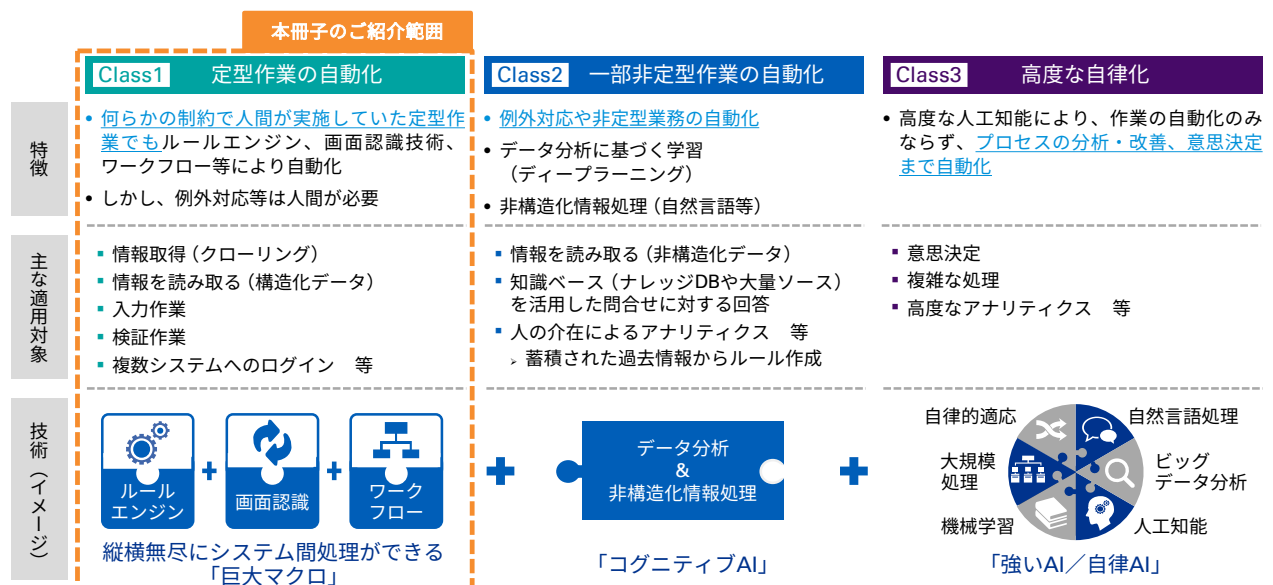 本冊子のご紹介範囲
Class1 定型作業の自動化
Class2 一部非定型作業の自動化
Class3 高度な自律化
特徴
• 何らかの制約で人間が実施していた定型作
業でもルールエンジン、画面認識技術、
ワークフロー等により自動化
• しかし、例外対応等は人間が必要
• 例外対応や非定型業務の自動化
• データ分析に基づく学習
（ディープラーニング）
• 非構造化情報処理（自然言語等）
• 高度な人工知能により、作業の自動化のみ
ならず、プロセスの分析・改善、意思決定
まで自動化
主な適用対象
▪ 情報取得（クローリング）
▪ 情報を読み取る（構造化データ）
▪ 入力作業
▪ 検証作業
▪ 複数システムへのログイン　等
▪ 情報を読み取る（非構造化データ）
▪ 知識ベース（ナレッジDBや大量ソース）
を活用した問合せに対する回答
▪ 人の介在によるアナリティクス　等
➢ 蓄積された過去情報からルール作成
▪ 意思決定
▪ 複雑な処理
▪ 高度なアナリティクス　等
技術（イメージ）
ルール
エンジン
+
画面認識
+
ワーク
フロー
縦横無尽にシステム間処理ができる
「巨大マクロ」
+
データ分析
&
非構造化情報処理
「コグニティブAI」
+
自律的適応
自然言語処理
大規模
処理
ビッグ
データ分析
機械学習
人工知能
「強いAI／自律AI」